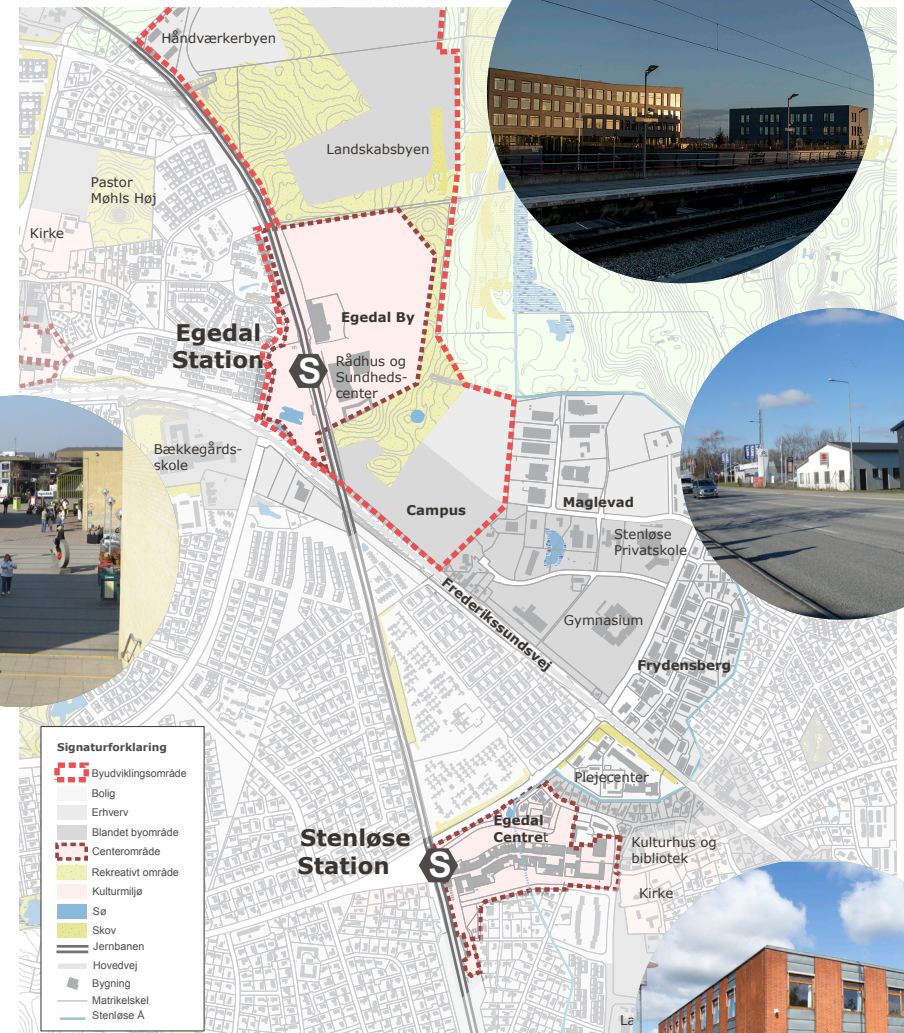 Håndværkerbyen
Landskabsbyen
Pastor
Møhls Høj
Kirke
Egedal By
Egedal
Station
S
Rådhus og
Sundheds-
center
Bækkegårds-
skole
Campus
Maglevad
Stenløse
Privatskole
Frederikssundsvej
Gymnasium
Frydensberg
Signaturforklaring
Byudviklingsområde
Bolig
Erhverv
Blandet byområde
Centerområde
Rekreativt område
Kulturmiljø
Sø
Skov
Jernbanen
Hovedvej
Bygning
Matrikelskel
Stenløse Å
Plejecenter
Egedal
Centret
Stenløse
Station
S
Kulturhus og
bibliotek
Kirke